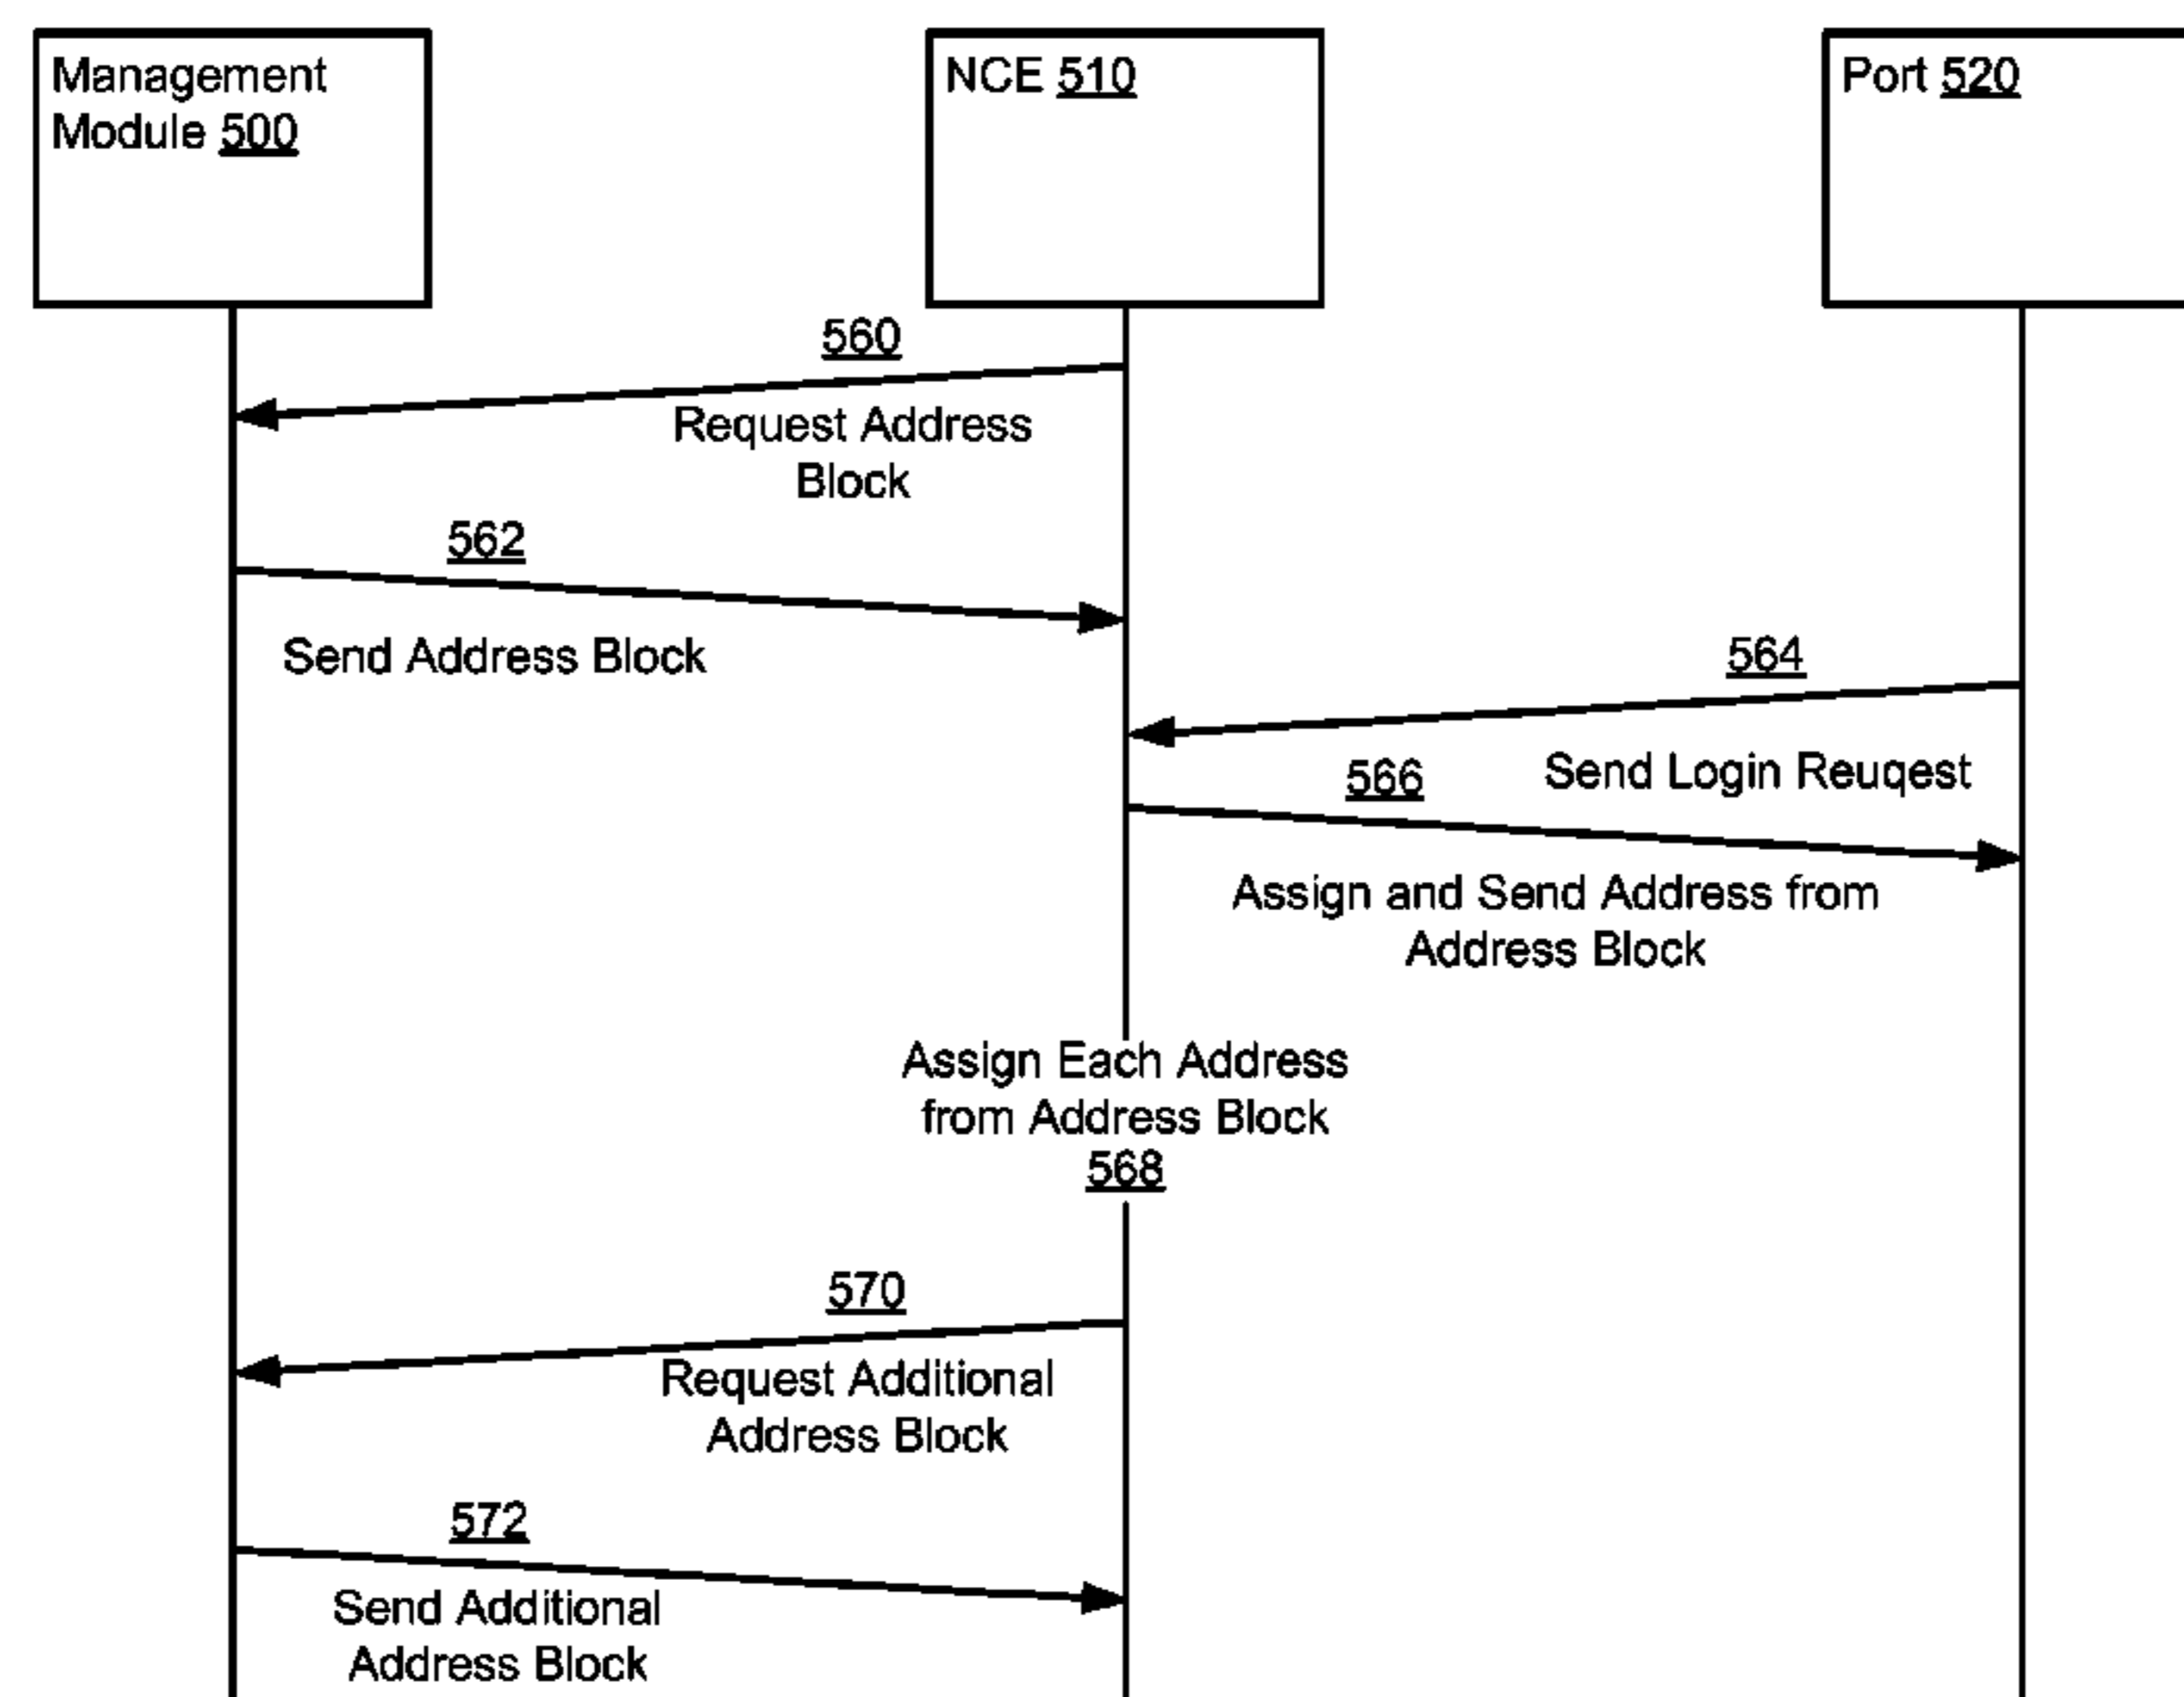 Management
Module 500
NCE 510
Port 520
560
Request Address
Block
562
Send Address Block
564
Send Login Reuqest
566
Assign and Send Address from
Address Block
Assign Each Address
from Address Block
568
570
Request Additional
Address Block
572
Send Additional
Address Block